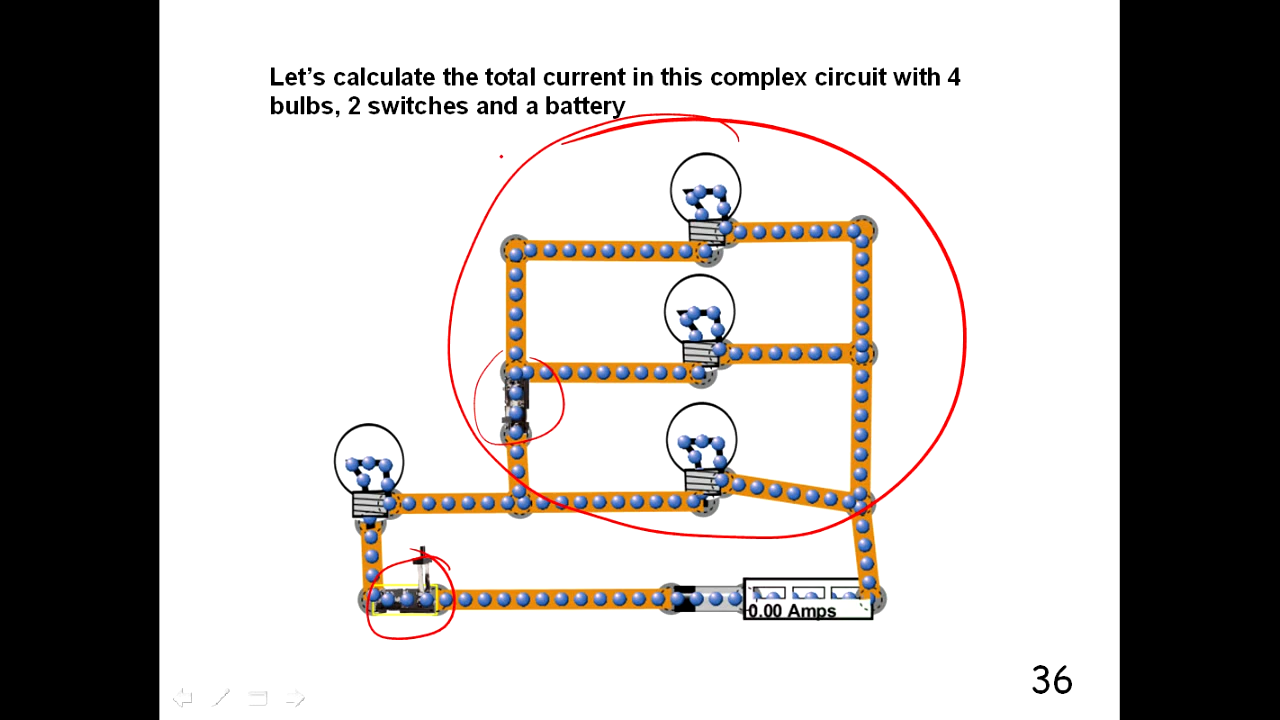 Let’s calculate the total current in this complex circuit with 4
bulbs, 2 switches and a battery
0.00 Amps
36